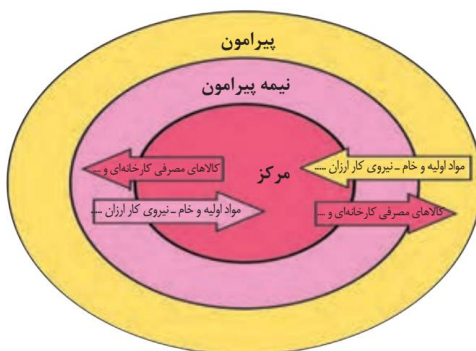 پیرامون
نیمه پیرامون
مرکز
مواد اولیه و خام ـ نیروی کار ارزان .....
کالاهای مصرفی کارخانه‌ای و ...
مواد اولیه و خام ـ نیروی کار ارزان .....
کالاهای مصرفی کارخانه‌ای و ...